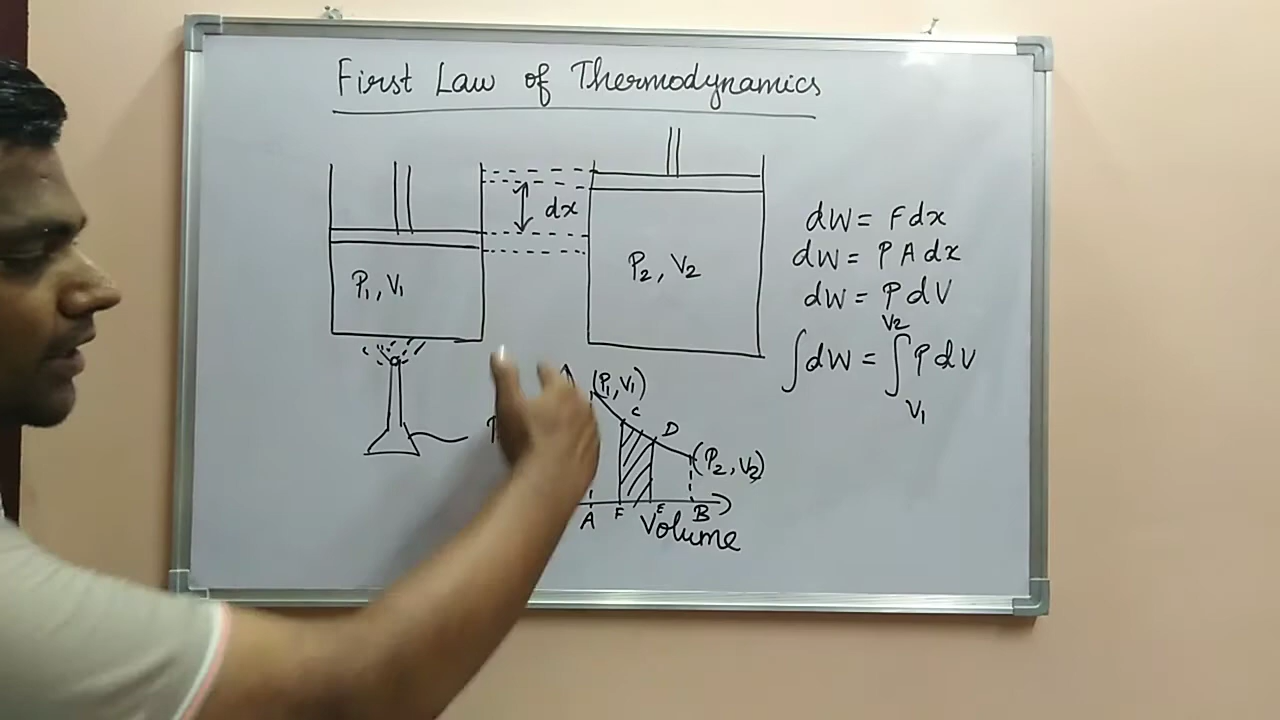 First Law of Thermodynamics
dx
P₁, V₁
P₂, V₂
dW = Fdx
dW = P A dx
dW = P dV
∫dW = ∫ P dV
V₂
V₁
(P₁, V₁)
C
D
(P₂, V₂)
A F E B
Volume